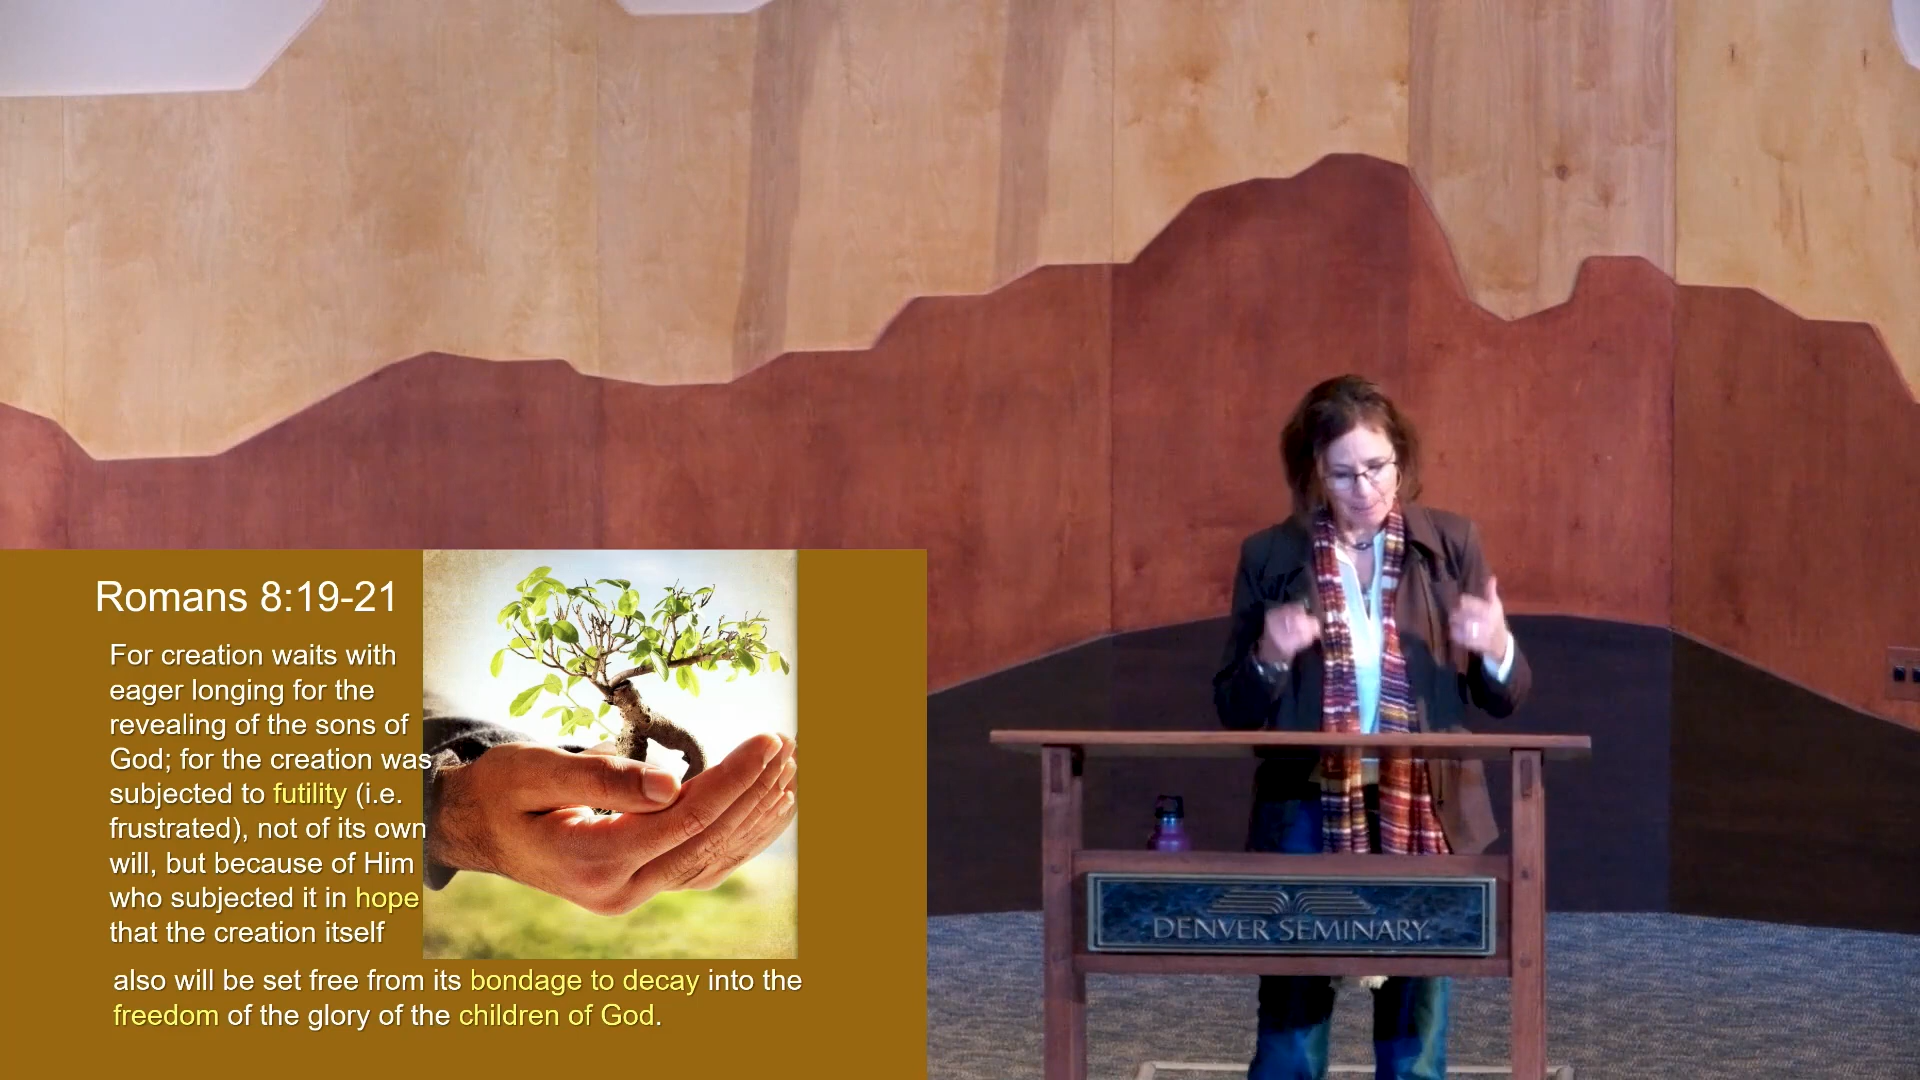 Romans 8:19-21
For creation waits with
eager longing for the
revealing of the sons of
God; for the creation was
subjected to futility (i.e.
frustrated), not of its own
will, but because of Him
who subjected it in hope
that the creation itself
also will be set free from its bondage to decay into the
freedom of the glory of the children of God.
DENVER SEMINARY.